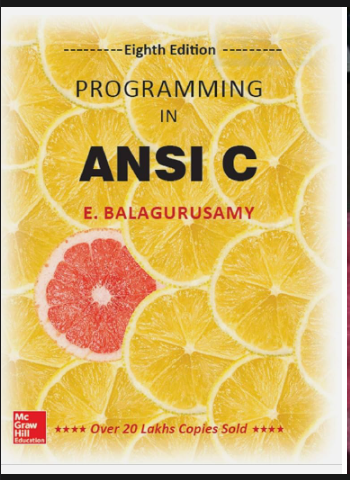 ---------Eighth Edition ---------
PROGRAMMING
IN
ANSI C
E. BALAGURUSAMY
Mc
Graw
Hill
Education
★★★★ Over 20 Lakhs Copies Sold ★★★★